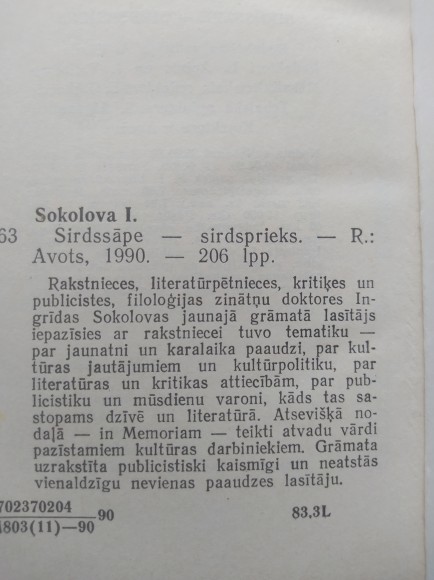 Sokolova I.
63 Sirdssāpe — sirdsprieks. — R.:
Avots, 1990. — 206 lpp.
Rakstnieces, literatūrpētnieces, kritiķes un
publicistes, filoloģijas zinātņu doktores In-
grīdas Sokolovas jaunajā grāmatā lasītājs
iepazīsies ar rakstniecei tuvo tematiku —
par jaunatni un karalaika paaudzi, par kul-
tūras jautājumiem un kultūrpolitiku, par
literatūras un kritikas attiecībām, par pub-
licistiku un mūsdienu varoni, kāds tas sa-
stopams dzīvē un literatūrā. Atsevišķā no-
daļā — in Memoriam — teikti atvadu vārdi
pazīstamiem kultūras darbiniekiem. Grāmata
uzrakstīta publicistiski kaismīgi un neatstās
vienaldzīgu nevienas paaudzes lasītāju.
702370204
803(11)—90 90 83.3L